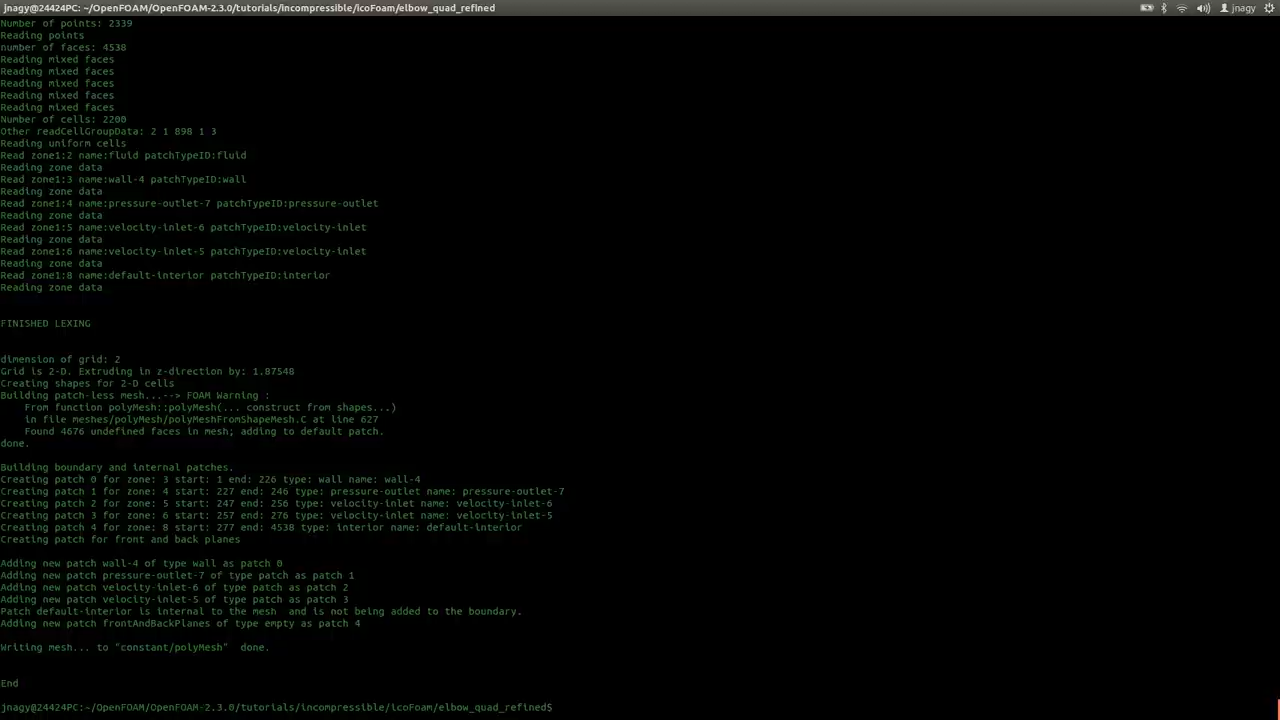 jnagy@24424PC: ~/OpenFOAM/OpenFOAM-2.3.0/tutorials/incompressible/icoFoam/elbow_quad_refined
jnagy
Number of points: 2339
Reading points
number of faces: 4538
Reading mixed faces
Reading mixed faces
Reading mixed faces
Reading mixed faces
Reading mixed faces
Number of cells: 2200
Other readCellGroupData: 2 1 898 1 3
Reading uniform cells
Read zone1:2 name:fluid patchTypeID:fluid
Reading zone data
Read zone1:3 name:wall-4 patchTypeID:wall
Reading zone data
Read zone1:4 name:pressure-outlet-7 patchTypeID:pressure-outlet
Reading zone data
Read zone1:5 name:velocity-inlet-6 patchTypeID:velocity-inlet
Reading zone data
Read zone1:6 name:velocity-inlet-5 patchTypeID:velocity-inlet
Reading zone data
Read zone1:8 name:default-interior patchTypeID:interior
Reading zone data
FINISHED LEXING
dimension of grid: 2
Grid is 2-D. Extruding in z-direction by: 1.87548
Creating shapes for 2-D cells
Building patch-less mesh...--> FOAM Warning :
From function polyMesh::polyMesh(... construct from shapes...)
in file meshes/polyMesh/polyMeshFromShapeMesh.C at line 627
Found 4676 undefined faces in mesh; adding to default patch.
done.
Building boundary and internal patches.
Creating patch 0 for zone: 3 start: 1 end: 226 type: wall name: wall-4
Creating patch 1 for zone: 4 start: 227 end: 246 type: pressure-outlet name: pressure-outlet-7
Creating patch 2 for zone: 5 start: 247 end: 256 type: velocity-inlet name: velocity-inlet-6
Creating patch 3 for zone: 6 start: 257 end: 276 type: velocity-inlet name: velocity-inlet-5
Creating patch 4 for zone: 8 start: 277 end: 4538 type: interior name: default-interior
Creating patch for front and back planes
Adding new patch wall-4 of type wall as patch 0
Adding new patch pressure-outlet-7 of type patch as patch 1
Adding new patch velocity-inlet-6 of type patch as patch 2
Adding new patch velocity-inlet-5 of type patch as patch 3
Patch default-interior is internal to the mesh  and is not being added to the boundary.
Adding new patch frontAndBackPlanes of type empty as patch 4
Writing mesh... to "constant/polyMesh"  done.
End
jnagy@24424PC:~/OpenFOAM/OpenFOAM-2.3.0/tutorials/incompressible/icoFoam/elbow_quad_refined$